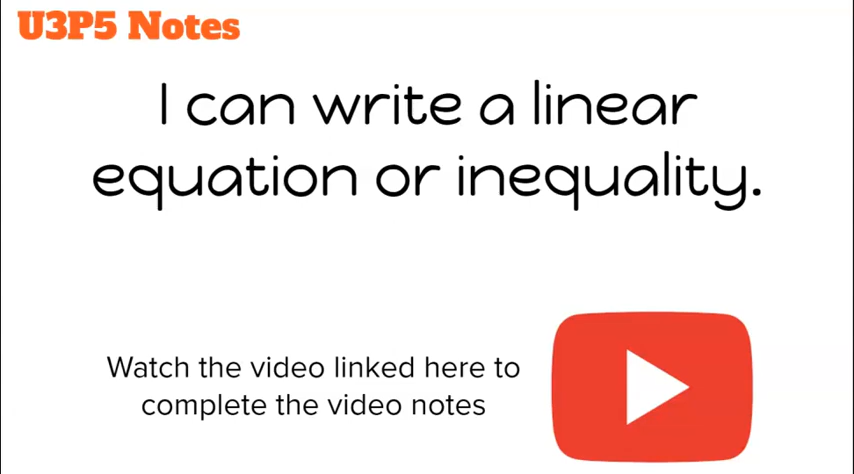 U3P5 Notes
I can write a linear
equation or inequality.
Watch the video linked here to
complete the video notes